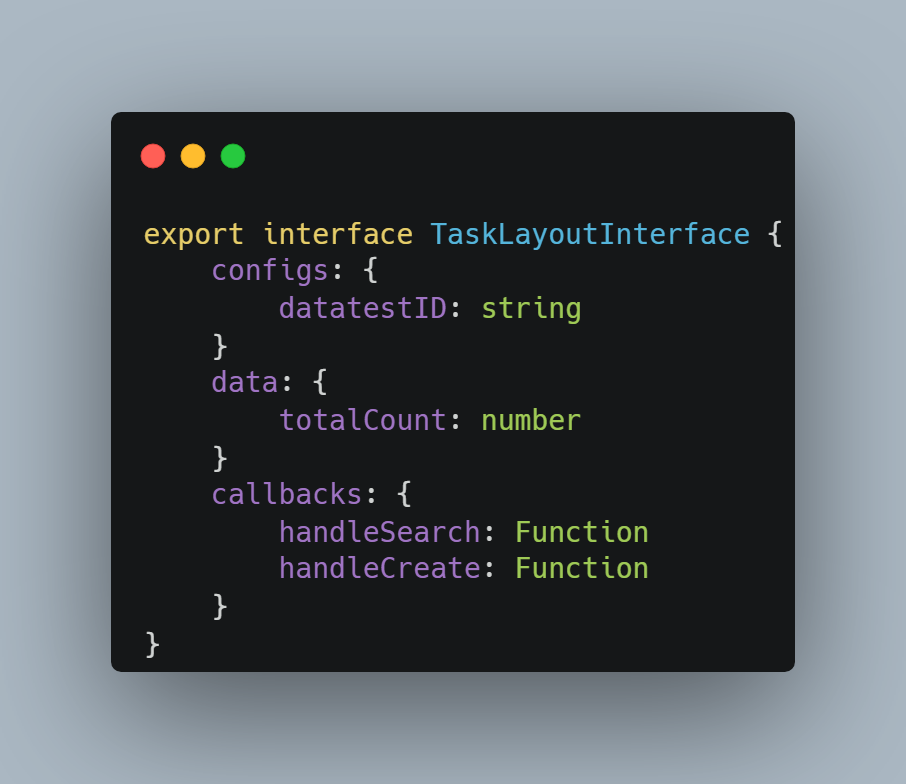 export interface TaskLayoutInterface {
    configs: {
        datatestID: string
    }
    data: {
        totalCount: number
    }
    callbacks: {
        handleSearch: Function
        handleCreate: Function
    }
}